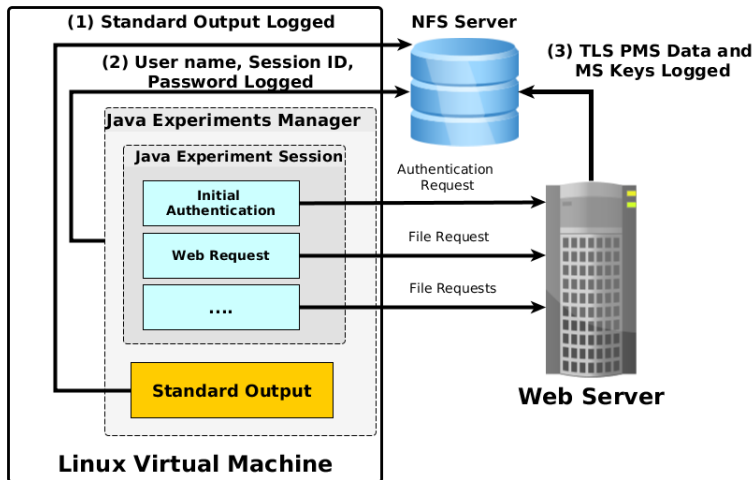 (1) Standard Output Logged
NFS Server
(3) TLS PMS Data and
MS Keys Logged
(2) User name, Session ID,
Password Logged
Java Experiments Manager
Java Experiment Session
Initial
Authentication
Authentication
Request
Web Request
File Request
....
File Requests
Standard Output
Web Server
Linux Virtual Machine